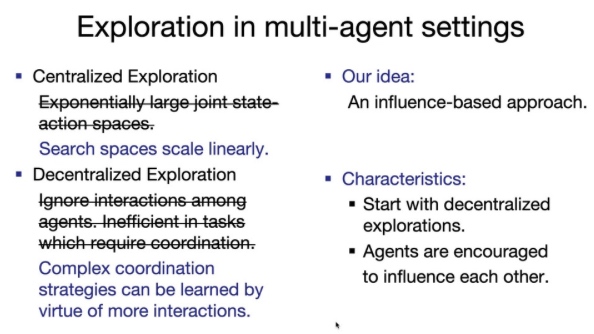 Exploration in multi-agent settings
Centralized Exploration
Exponentially large joint state-
action spaces.
Search spaces scale linearly.
Decentralized Exploration
Ignore interactions among
agents. Inefficient in tasks
which require coordination.
Complex coordination
strategies can be learned by
virtue of more interactions.
Our idea:
An influence-based approach.
Characteristics:
Start with decentralized
explorations.
Agents are encouraged
to influence each other.